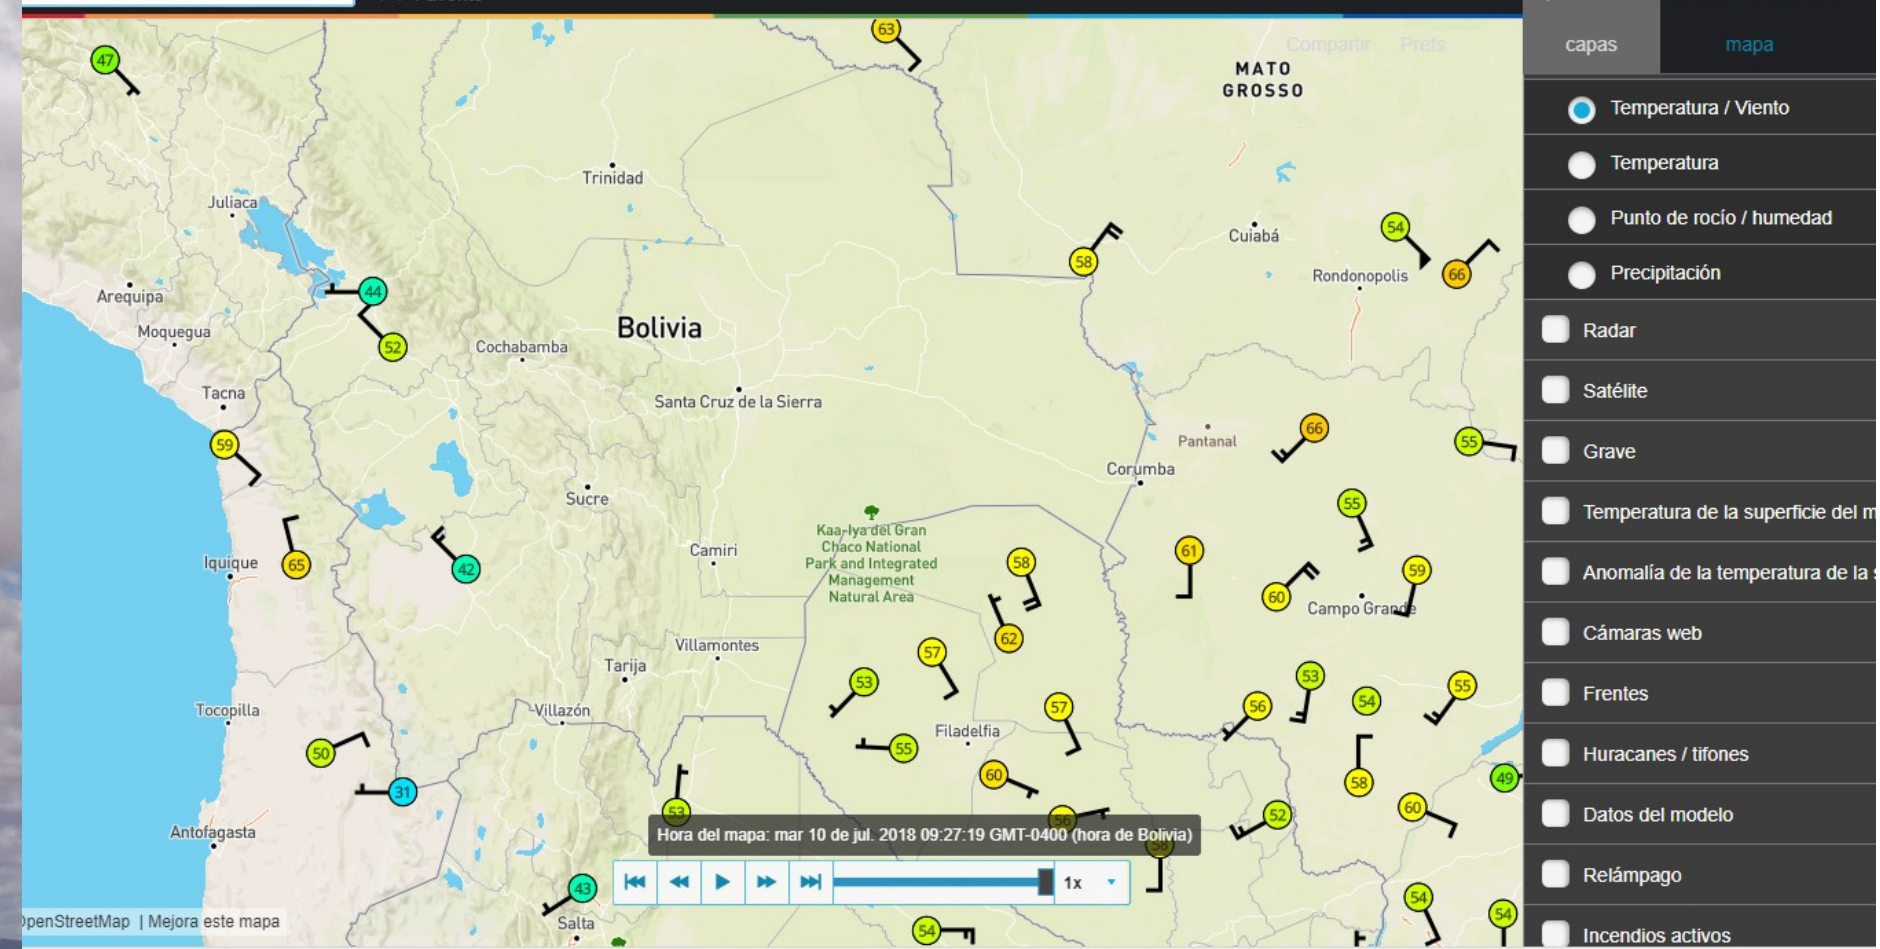 capas
mapa
Temperatura / Viento
Temperatura
Punto de rocío / humedad
Precipitación
Radar
Satélite
Grave
Temperatura de la superficie del m
Anomalía de la temperatura de la s
Cámaras web
Frentes
Huracanes / tifones
Datos del modelo
Relámpago
Incendios activos
Compartir Prefs
63
47
MATO
GROSSO
Trinidad
Juliaca
Cuiabá
54
58
66
Rondonopolis
44
Arequipa
Moquegua
Bolivia
52
Cochabamba
Tacna
Santa Cruz de la Sierra
59
66
Pantanal
55
Corumba
Sucre
55
Kaa-Iya del Gran
Chaco National
Park and Integrated
Management
Natural Area
Camiri
61
Iquique
65
42
58
59
60
Campo Grande
62
Villamontes
57
Tarija
53
53
55
54
Tocopilla
Villazón
57
56
Filadelfia
50
55
60
58
49
31
53
56
60
52
Antofagasta
Hora del mapa: mar 10 de jul. 2018 09:27:19 GMT-0400 (hora de Bolivia)
58
1x
43
Salta
54
54
54
OpenStreetMap | Mejora este mapa